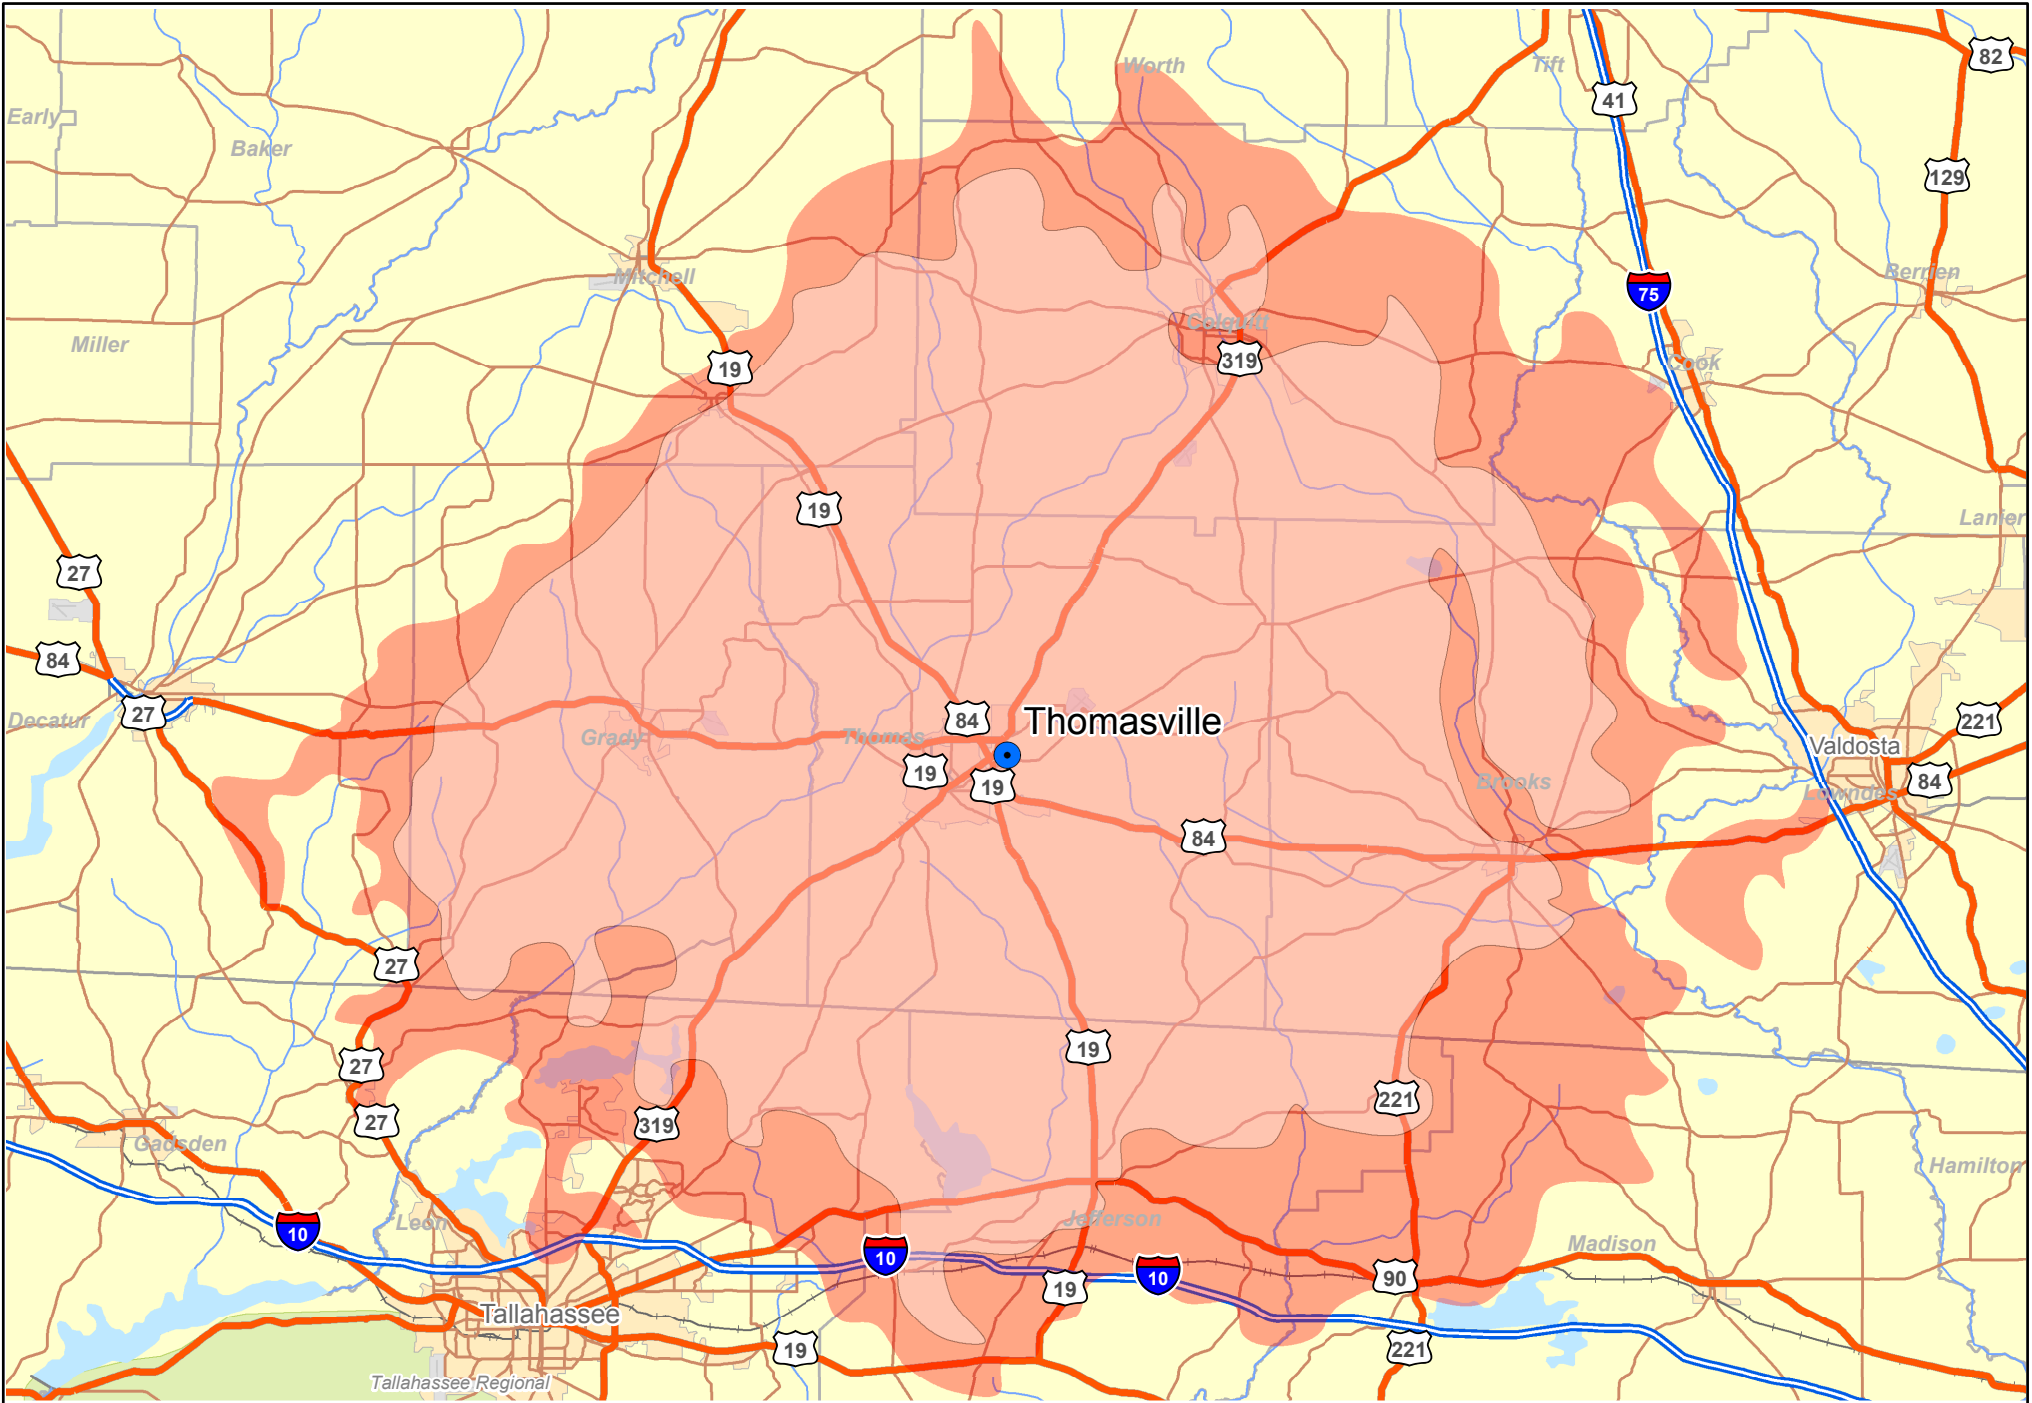 Worth
Tift
82
41
Early
Baker
129
Mitchell
Berrien
75
Colquitt
Miller
319
Cook
19
19
Lanier
27
84
Decatur
27
84
Thomasville
221
Grady
Thomas
Valdosta
19
19
Brooks
84
Lowndes
84
27
19
27
221
27
319
Gadsden
Hamilton
Leon
Jefferson
10
Madison
10
10
90
19
Tallahassee
19
221
Tallahassee Regional